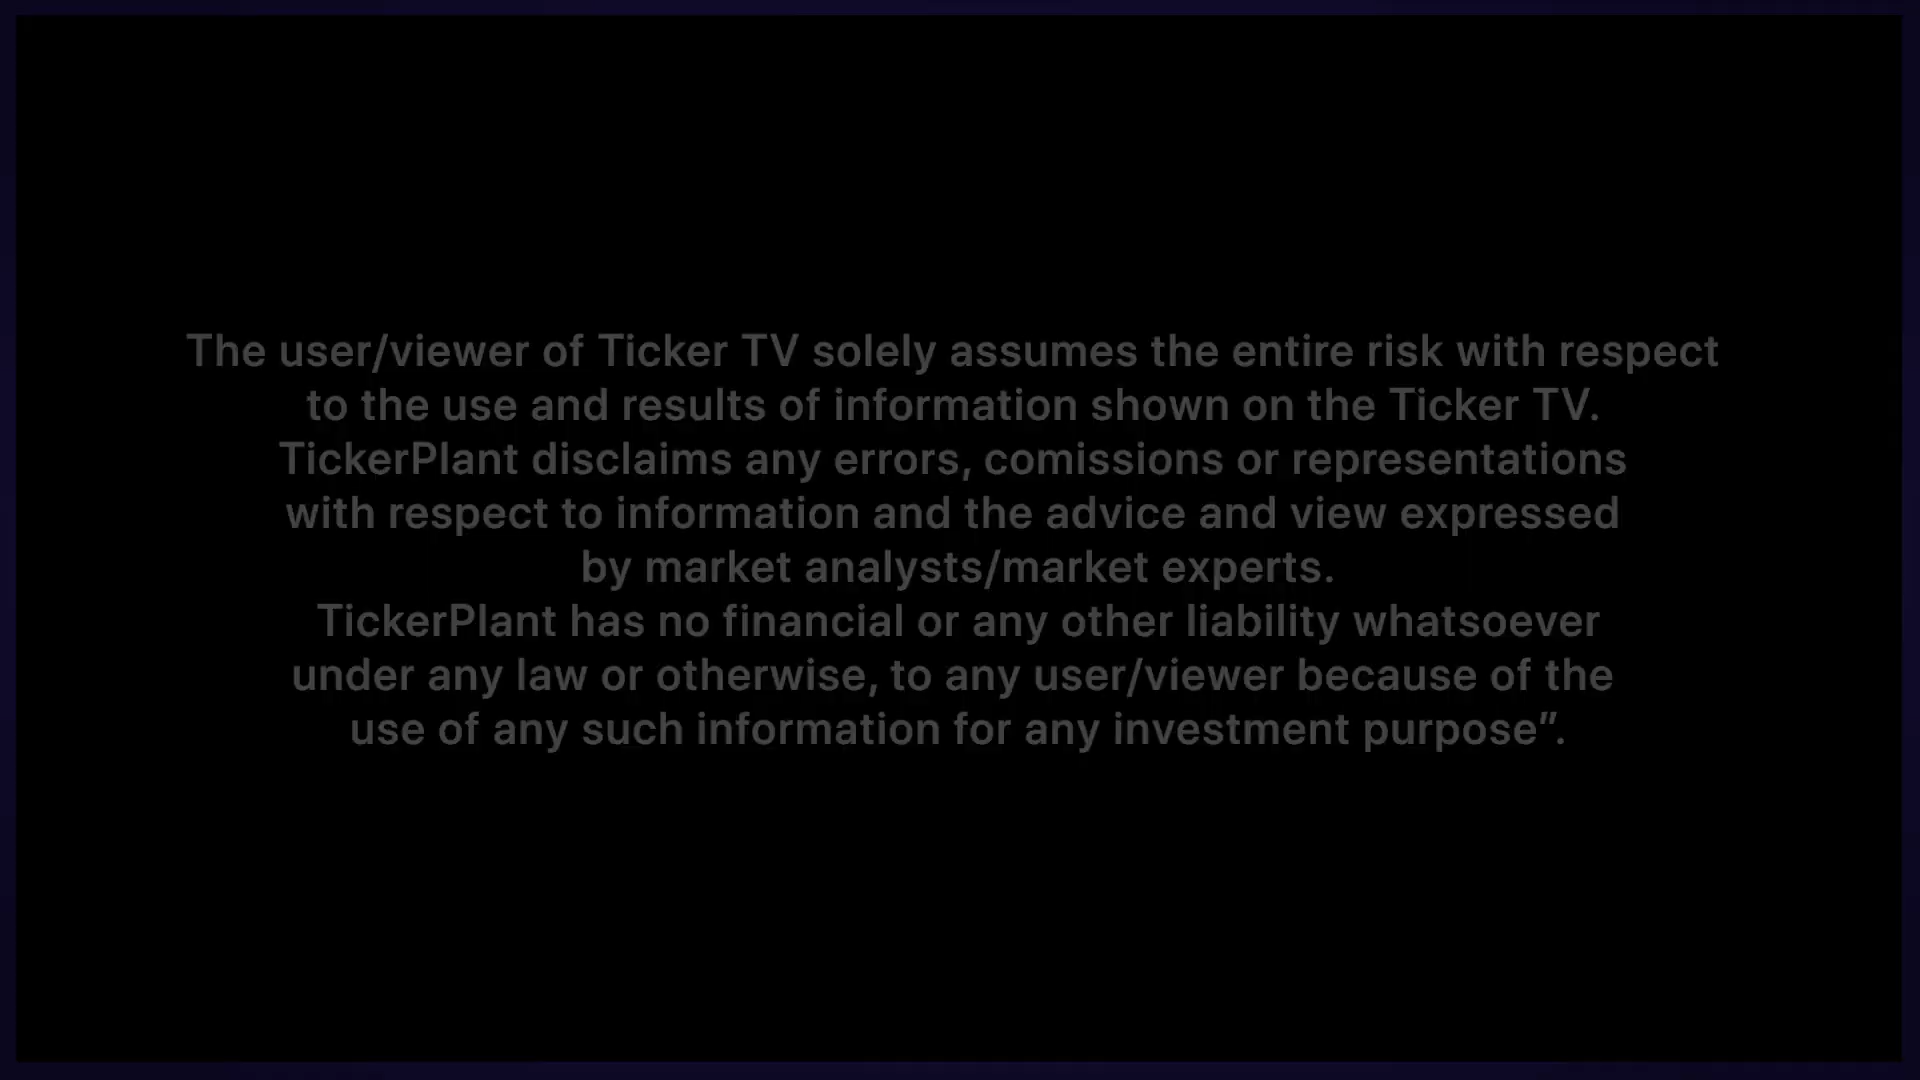 The user/viewer of Ticker TV solely assumes the entire risk with respect
to the use and results of information shown on the Ticker TV.
TickerPlant disclaims any errors, comissions or representations
with respect to information and the advice and view expressed
by market analysts/market experts.
TickerPlant has no financial or any other liability whatsoever
under any law or otherwise, to any user/viewer because of the
use of any such information for any investment purpose”.